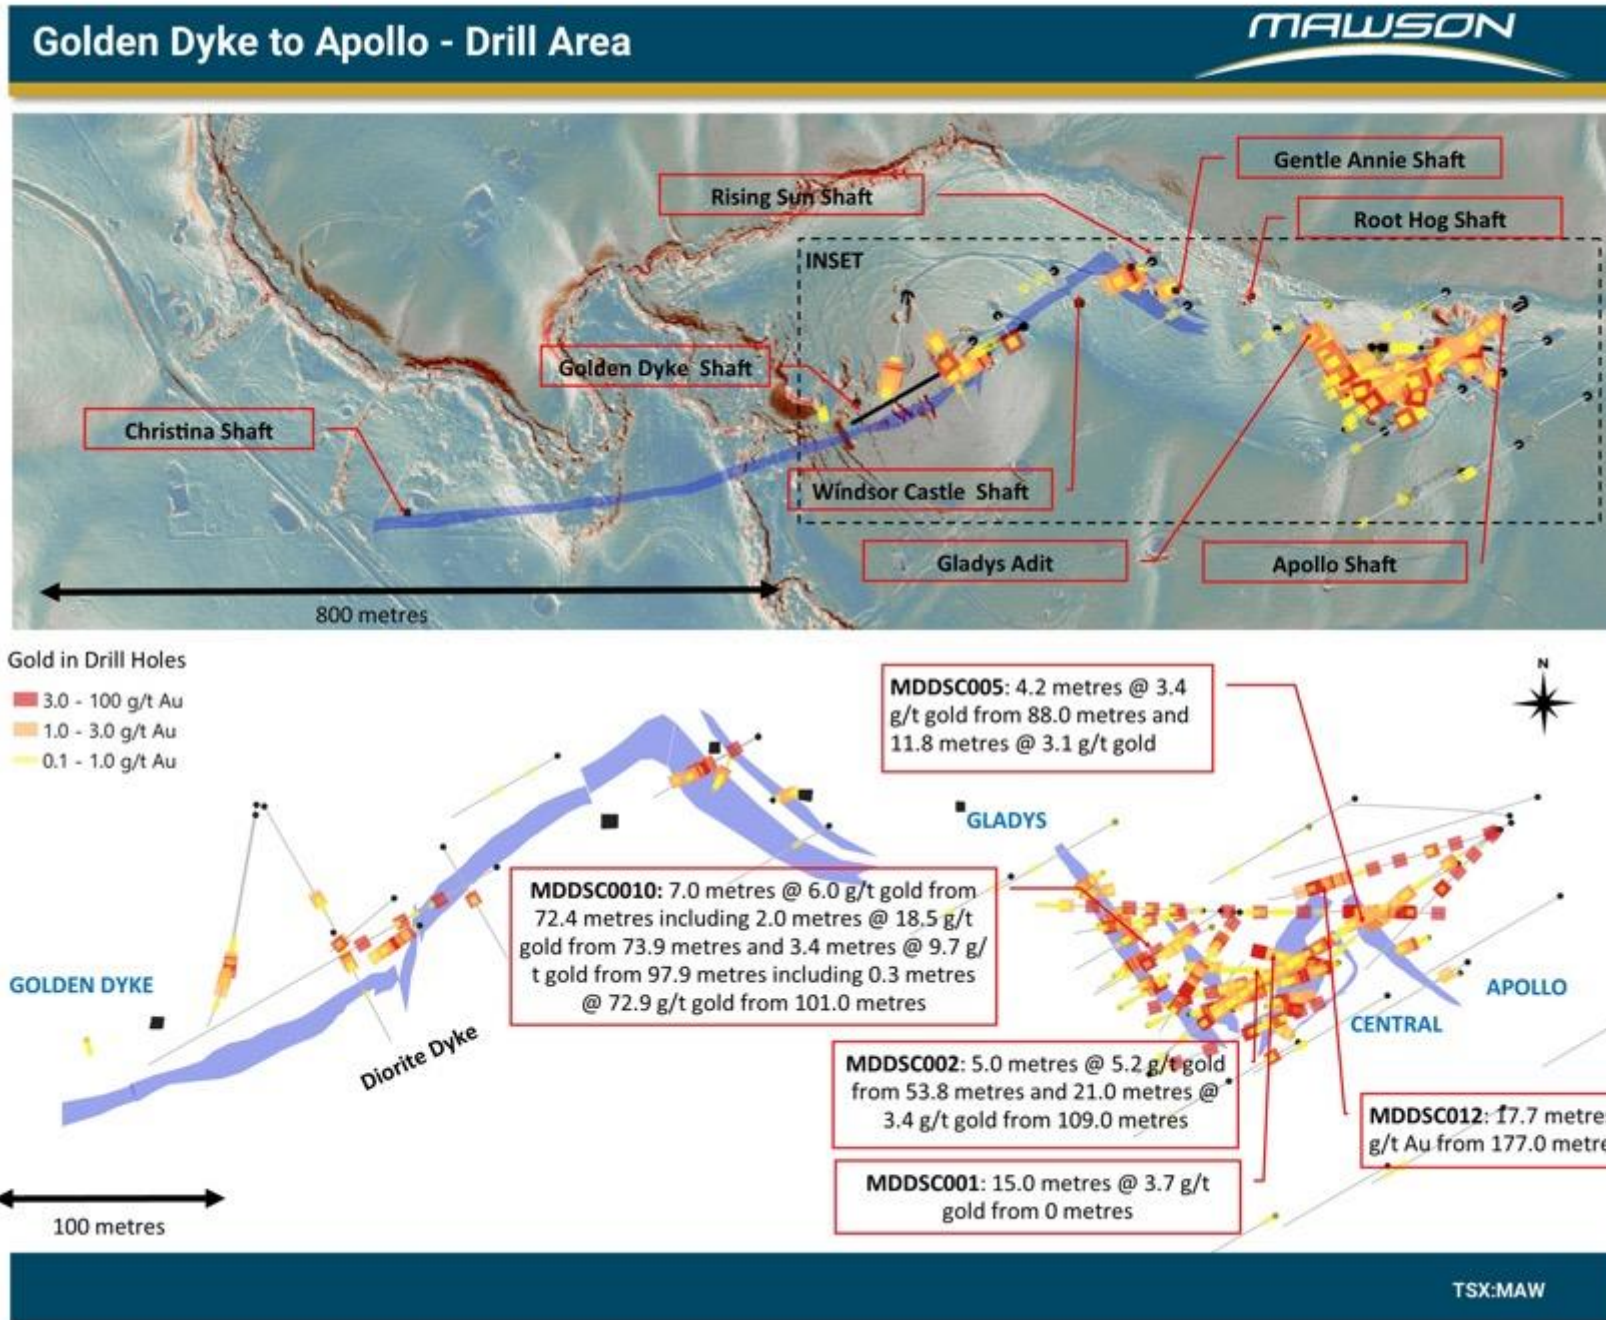 Golden Dyke to Apollo - Drill Area
MAWSON
Gentle Annie Shaft
Rising Sun Shaft
Root Hog Shaft
INSET
Golden Dyke Shaft
Christina Shaft
Windsor Castle Shaft
Gladys Adit
Apollo Shaft
800 metres
Gold in Drill Holes
3.0 - 100 g/t Au
1.0 - 3.0 g/t Au
0.1 - 1.0 g/t Au
N
MDDSC005: 4.2 metres @ 3.4
g/t gold from 88.0 metres and
11.8 metres @ 3.1 g/t gold
GLADYS
MDDSC0010: 7.0 metres @ 6.0 g/t gold from
72.4 metres including 2.0 metres @ 18.5 g/t
gold from 73.9 metres and 3.4 metres @ 9.7 g/
t gold from 97.9 metres including 0.3 metres
@ 72.9 g/t gold from 101.0 metres
GOLDEN DYKE
APOLLO
CENTRAL
Diorite Dyke
MDDSC002: 5.0 metres @ 5.2 g/t gold
from 53.8 metres and 21.0 metres @
3.4 g/t gold from 109.0 metres
MDDSC012: 17.7 metre
g/t Au from 177.0 metre
MDDSC001: 15.0 metres @ 3.7 g/t
gold from 0 metres
100 metres
TSX:MAW